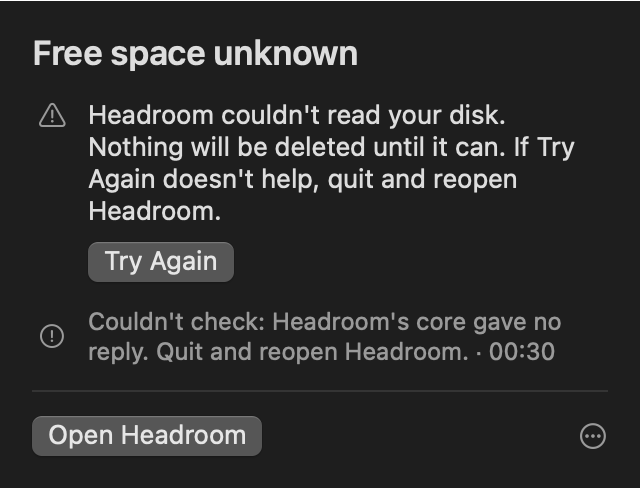 Free space unknown
Headroom couldn't read your disk.
Nothing will be deleted until it can. If Try
Again doesn't help, quit and reopen
Headroom.
Try Again
Couldn't check: Headroom's core gave no
reply. Quit and reopen Headroom. · 00:30
Open Headroom